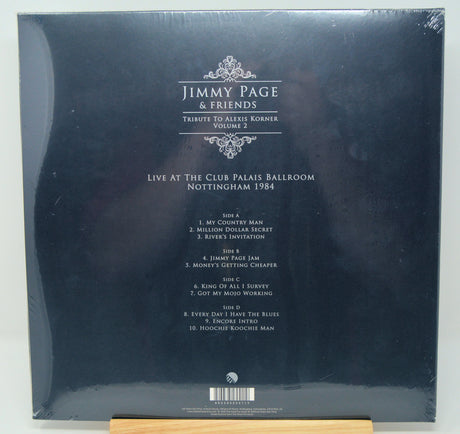 Jimmy Page
& Friends
Tribute To Alexis Korner
Volume 2
Live At The Club Palais Ballroom
Nottingham 1984
Side A
1. My Country Man
2. Million Dollar Secret
3. River's Invitation
Side B
4. Jimmy Page Jam
5. Money's Getting Cheaper
Side C
6. King Of All I Survey
7. Got My Mojo Working
Side D
8. Every Day I Have The Blues
9. Encore Intro
10. Hoochie Koochie Man